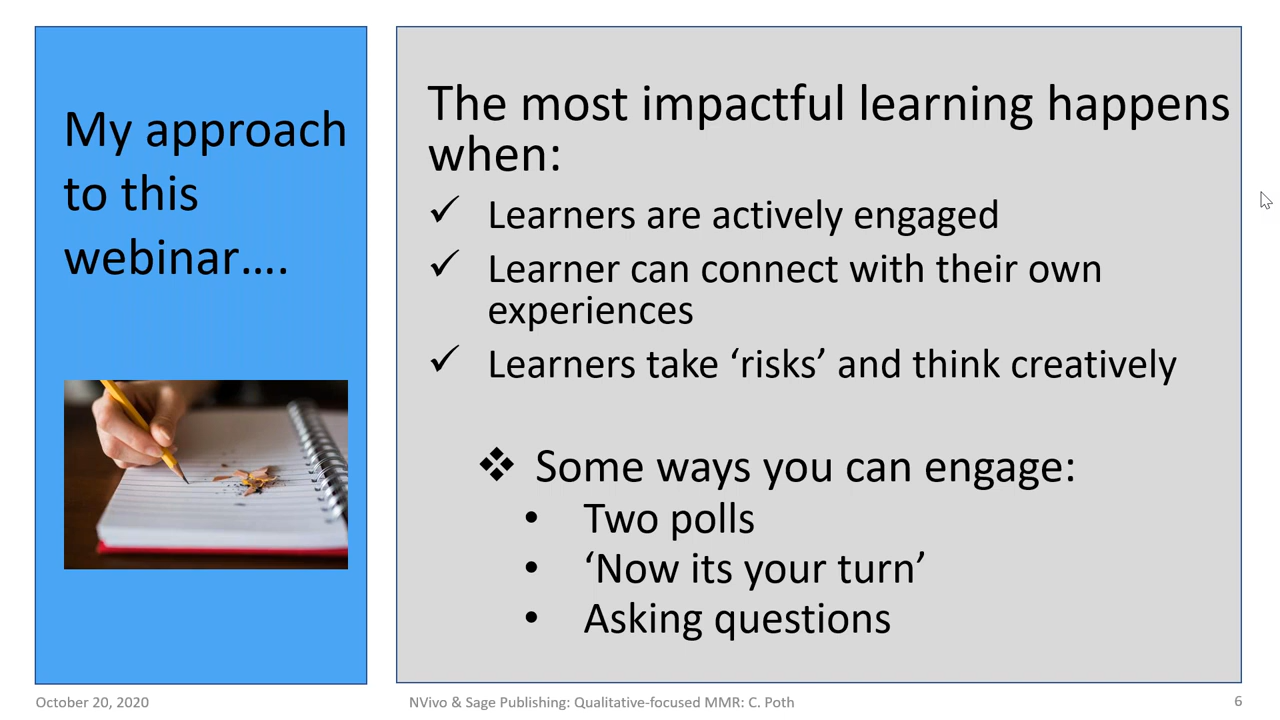 My approach
to this
webinar….
The most impactful learning happens
when:
✓ Learners are actively engaged
✓ Learner can connect with their own
experiences
✓ Learners take ‘risks’ and think creatively
❖ Some ways you can engage:
• Two polls
• ‘Now its your turn’
• Asking questions
October 20, 2020
NVivo & Sage Publishing: Qualitative-focused MMR: C. Poth
6